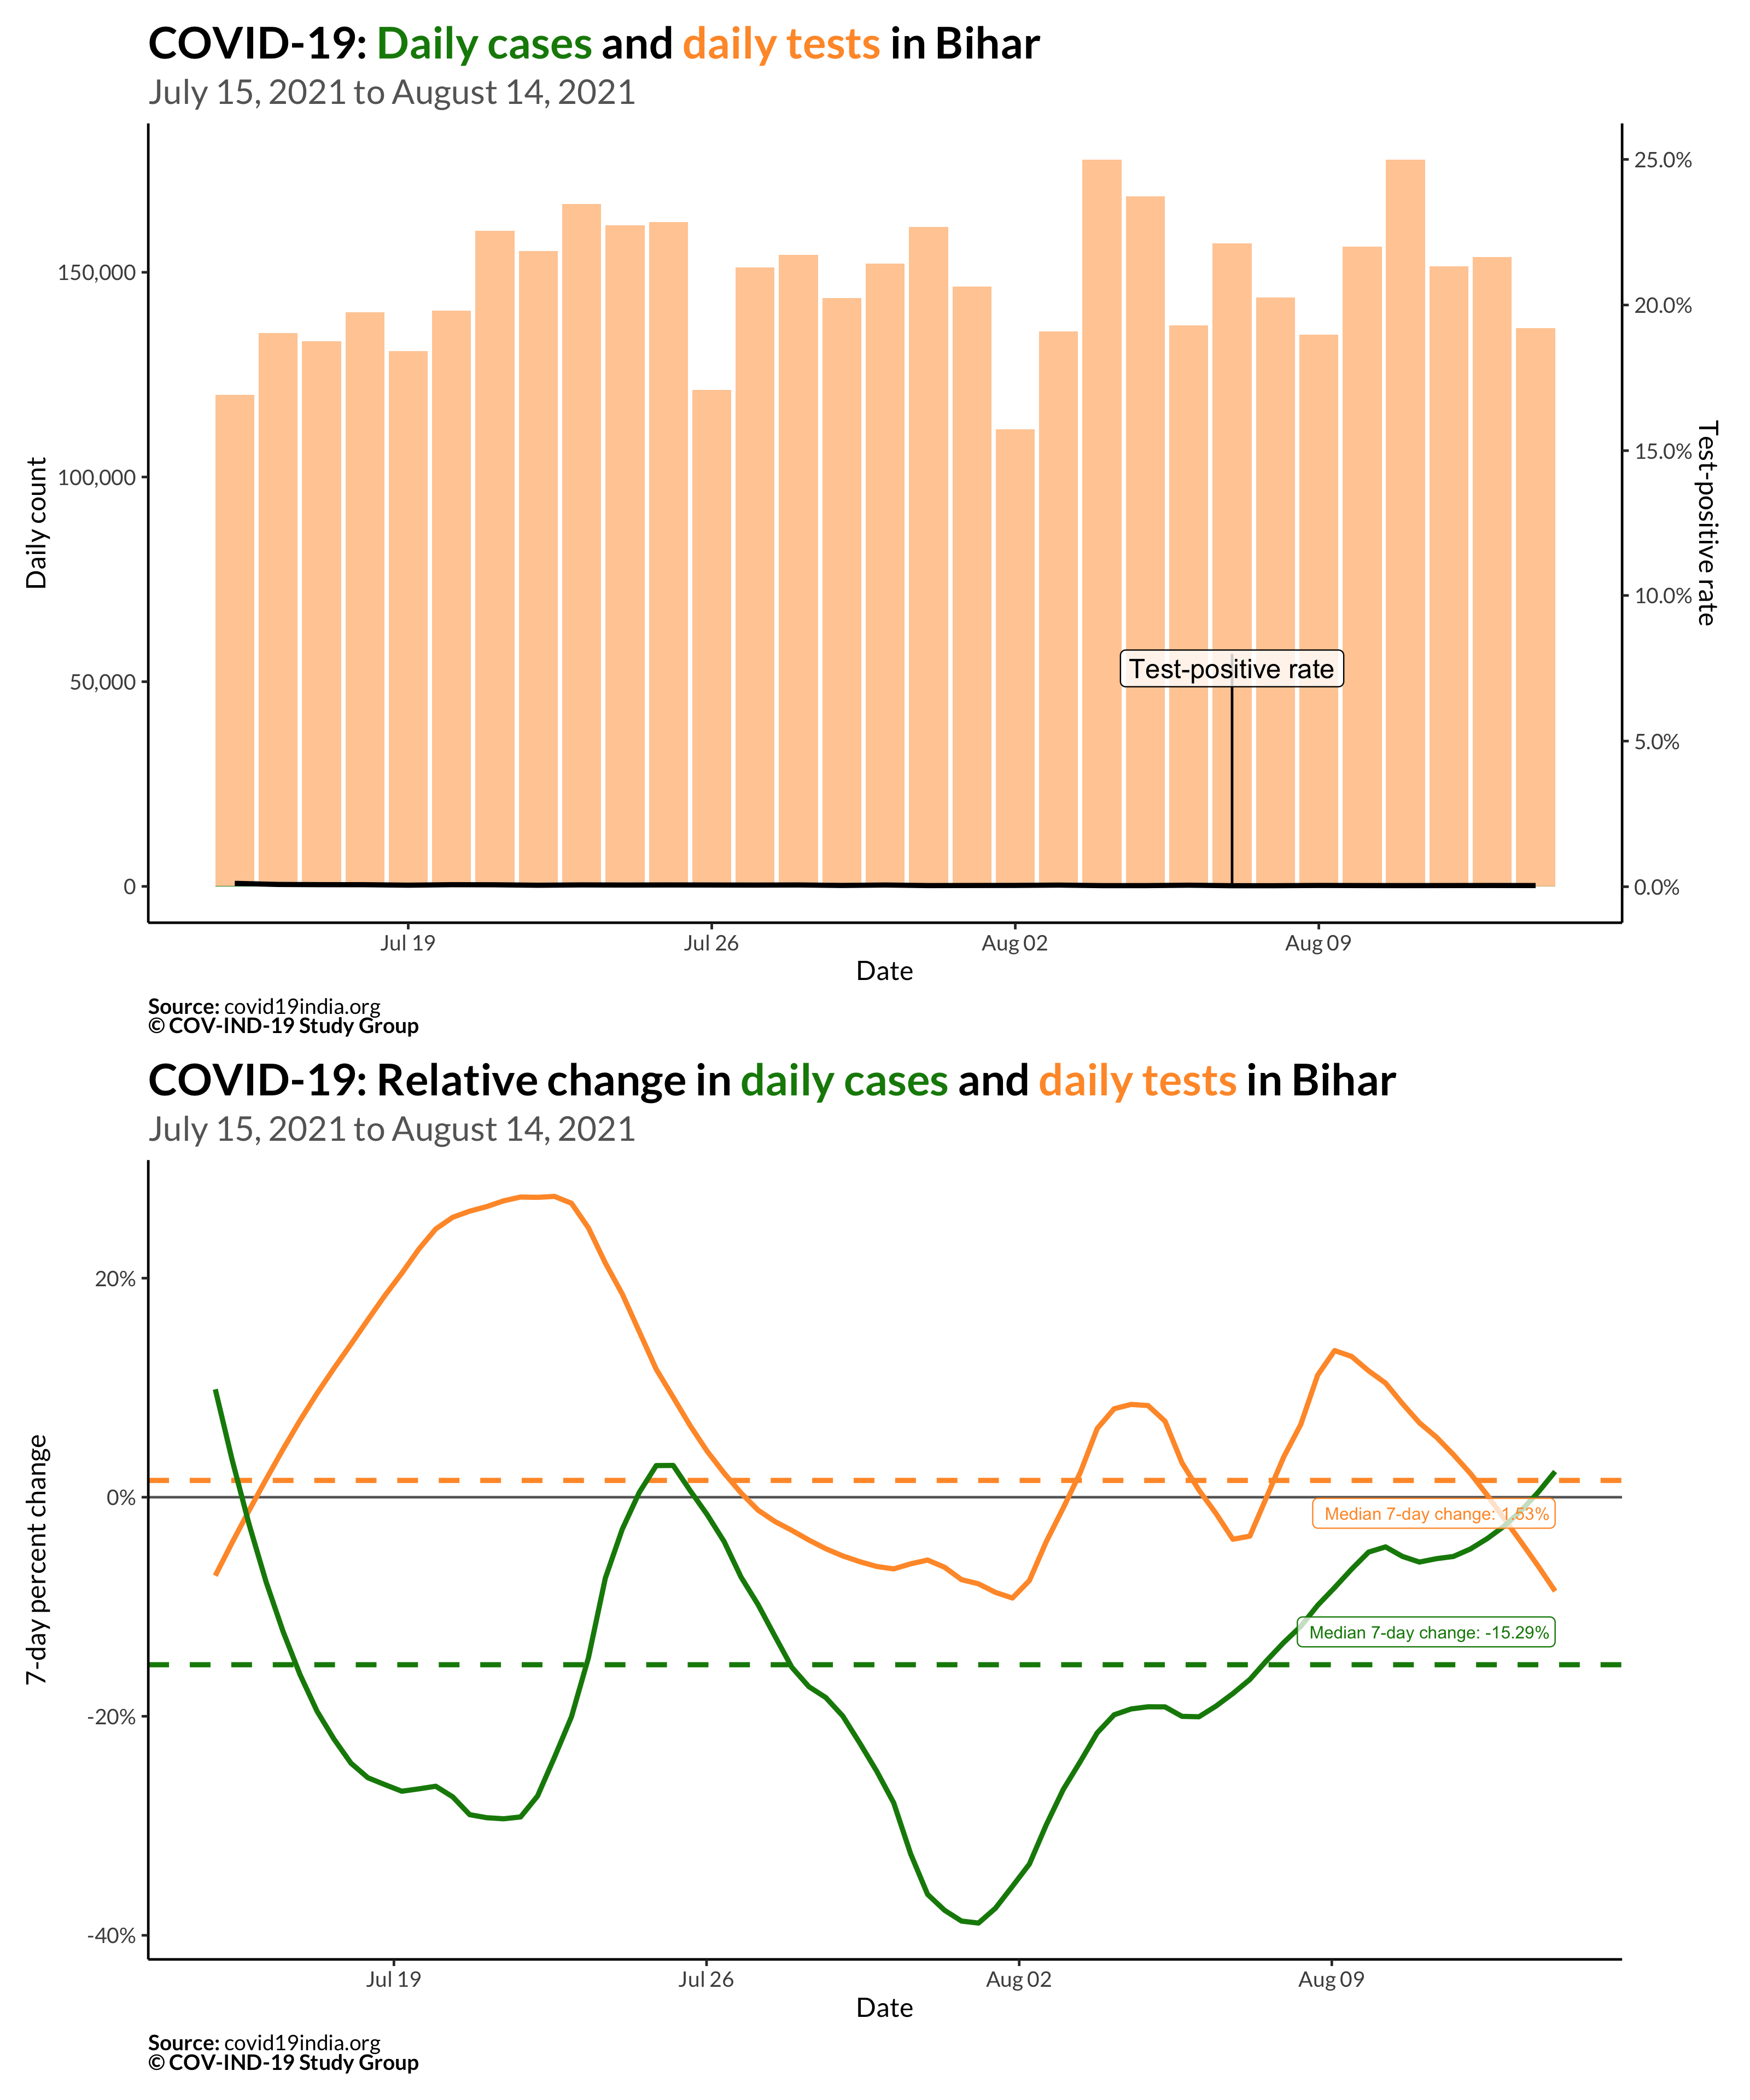 COVID-19: Daily cases and daily tests in Bihar
July 15, 2021 to August 14, 2021
Daily count
150,000
100,000
50,000
0
25.0%
20.0%
15.0%
10.0%
5.0%
0.0%
Test-positive rate
Test-positive rate
Jul 19
Jul 26
Aug 02
Aug 09
Date
Source: covid19india.org
© COV-IND-19 Study Group
COVID-19: Relative change in daily cases and daily tests in Bihar
July 15, 2021 to August 14, 2021
7-day percent change
20%
0%
-20%
-40%
Median 7-day change: 1.53%
Median 7-day change: -15.29%
Jul 19
Jul 26
Aug 02
Aug 09
Date
Source: covid19india.org
© COV-IND-19 Study Group